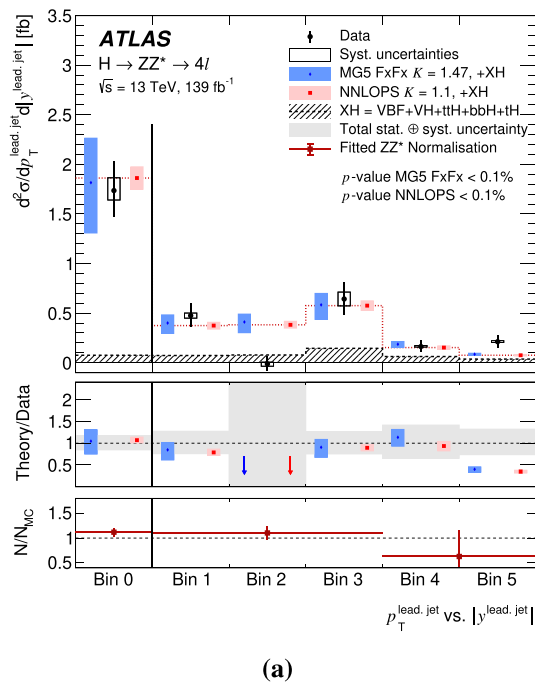 ATLAS
H → ZZ* → 4l
√s = 13 TeV, 139 fb⁻¹
Data
Syst. uncertainties
MG5 FxFx K = 1.47, +XH
NNLOPS K = 1.1, +XH
XH = VBF+VH+ttH+bbH+tH
Total stat. ⊕ syst. uncertainty
Fitted ZZ* Normalisation
p-value MG5 FxFx < 0.1%
p-value NNLOPS < 0.1%
d²σ/dp_T^lead. jet d|y^lead. jet| [fb]
3.5
3
2.5
2
1.5
1
0.5
0
Theory/Data
2
1.5
1
0.5
0
N/N_MC
1.5
1
0.5
Bin 0 Bin 1 Bin 2 Bin 3 Bin 4 Bin 5
p_T^lead. jet vs. |y^lead. jet|
(a)